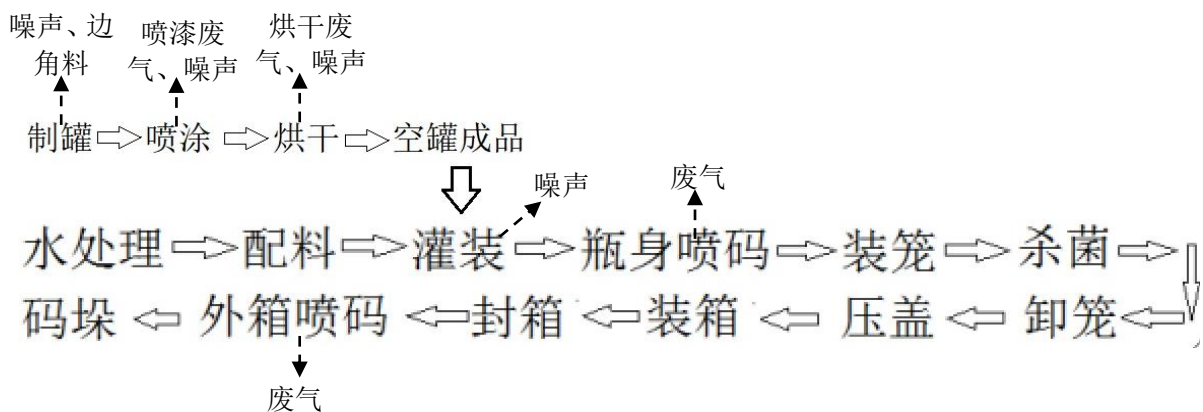 噪声、边
角料
喷漆废
气、噪声
烘干废
气、噪声
制罐 喷涂 烘干 空罐成品
噪声
废气
水处理 配料 灌装 瓶身喷码 装笼 杀菌
码垛 外箱喷码 封箱 装箱 压盖 卸笼
废气